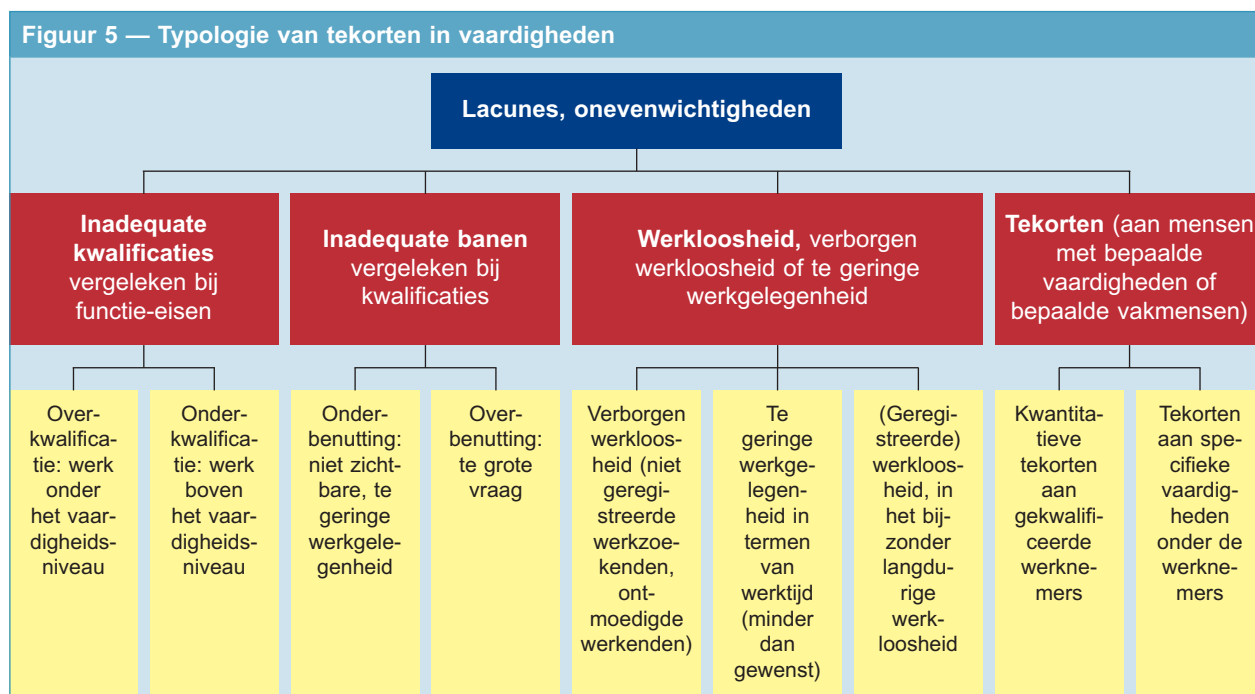 Figuur 5 — Typologie van tekorten in vaardigheden
Lacunes, onevenwichtigheden
Inadequate
kwalificaties
vergeleken bij
functie-eisen
Inadequate banen
vergeleken bij
kwalificaties
Werkloosheid, verborgen
werkloosheid of te geringe
werkgelegenheid
Tekorten (aan mensen
met bepaalde
vaardigheden of
bepaalde vakmensen)
Over-
kwalifica-
tie: werk
onder
het vaar-
digheids-
niveau
Onder-
kwalifica-
tie: werk
boven
het vaar-
digheids-
niveau
Onder-
benutting:
niet zicht-
bare, te
geringe
werkgele-
genheid
Over-
benutting:
te grote
vraag
Verborgen
werkloos-
heid (niet
geregi-
streerde
werkzoe-
kenden,
ont-
moedigde
werkenden)
Te
geringe
werkge-
legen-
heid in
termen
van
werktijd
(minder
dan
gewenst)
(Geregi-
streerde)
werkloos-
heid, in
het bij-
zonder
langdu-
rige
werk-
loosheid
Kwantita-
tieve
tekorten
aan
gekwalifi-
ceerde
werkne-
mers
Tekorten
aan spe-
cifieke
vaardig-
heden
onder de
werkne-
mers